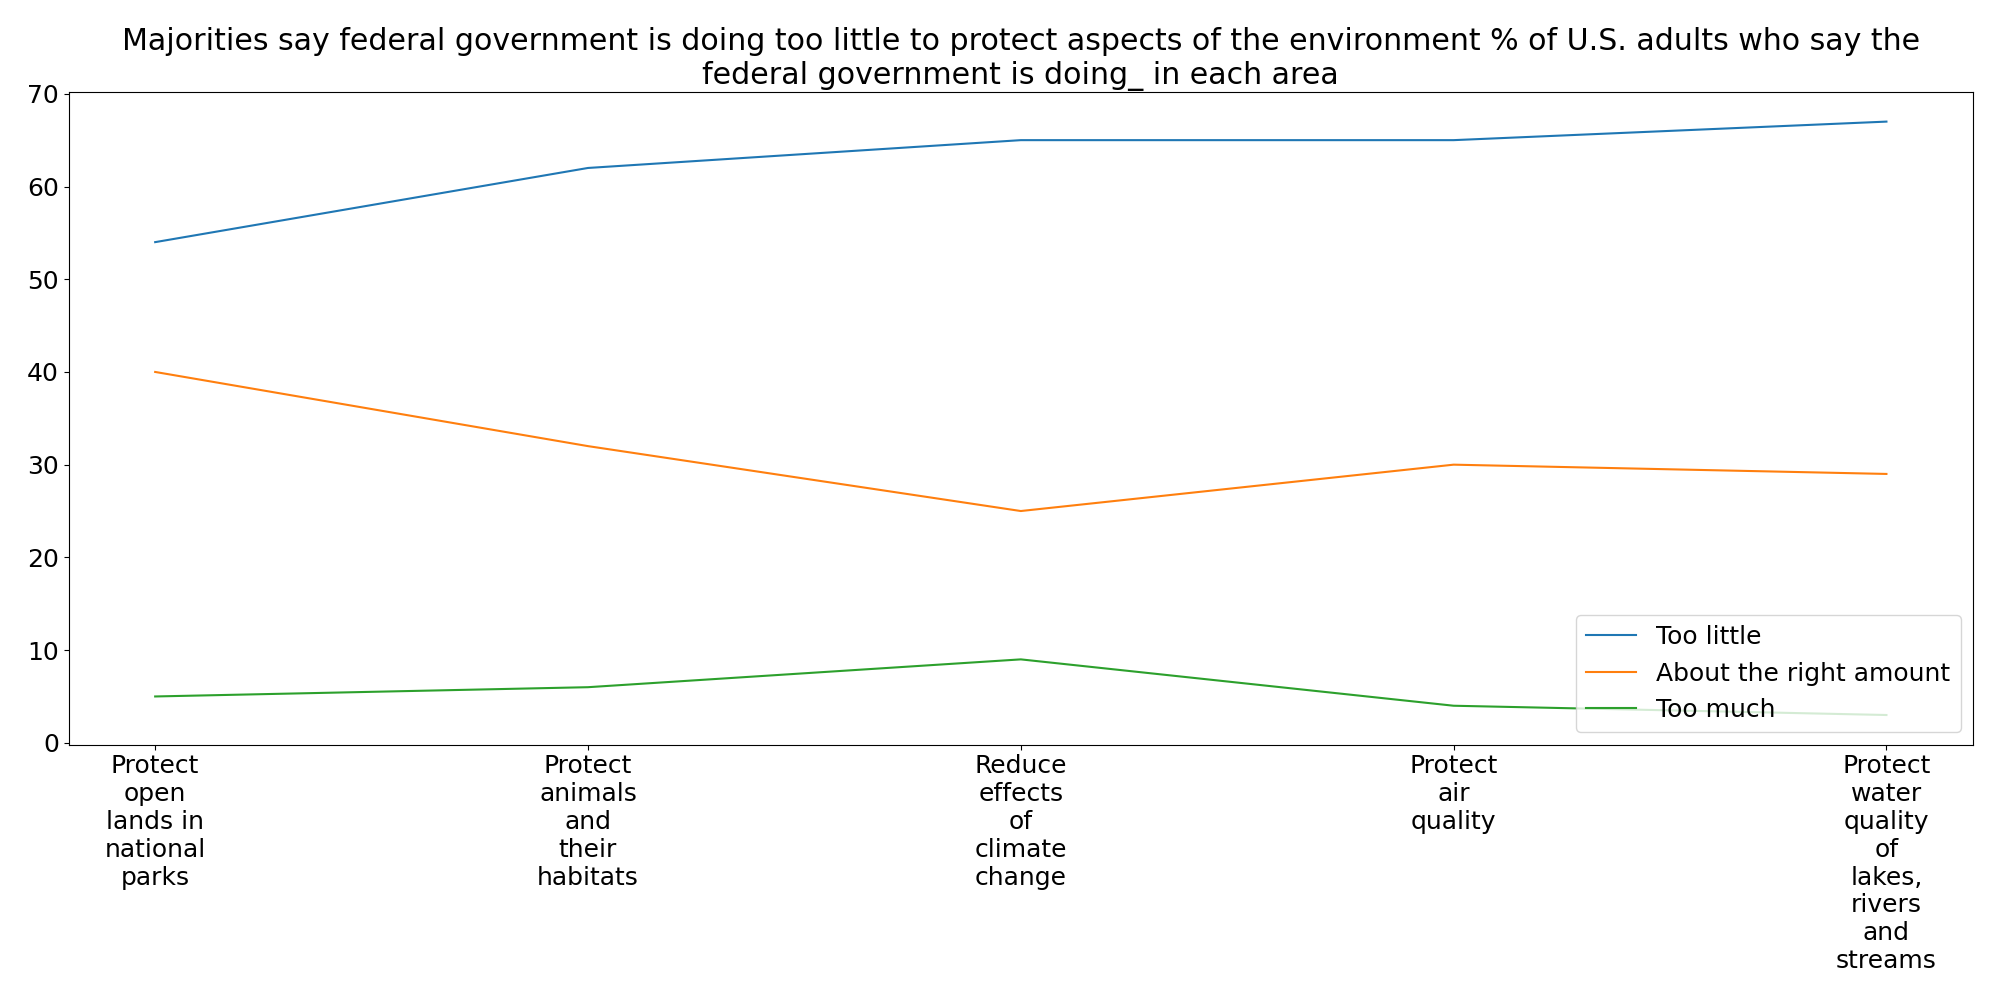 Majorities say federal government is doing too little to protect aspects of the environment % of U.S. adults who say the
federal government is doing_ in each area
70
60
50
40
30
20
10
0
Too little
About the right amount
Too much
Protect
open
lands in
national
parks
Protect
animals
and
their
habitats
Reduce
effects
of
climate
change
Protect
air
quality
Protect
water
quality
of
lakes,
rivers
and
streams